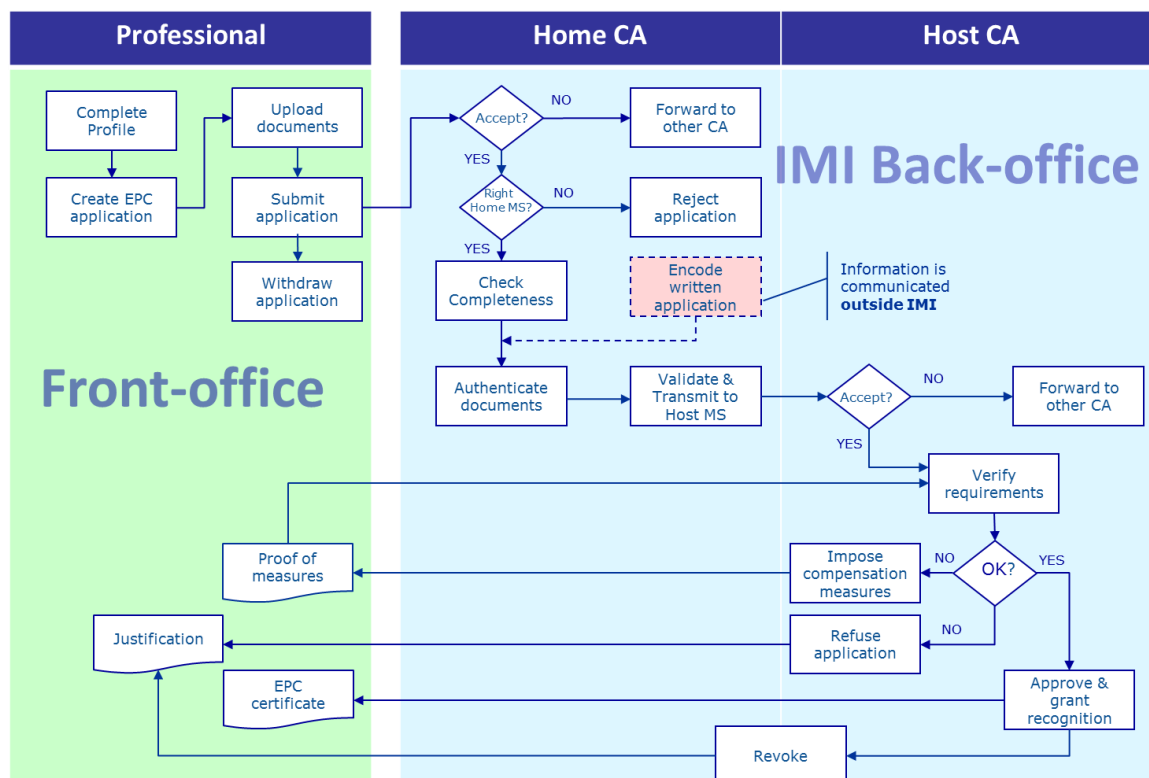 Professional
Home CA
Host CA
Complete
Profile
Upload
documents
Accept?
NO
Forward to
other CA
YES
IMI Back-office
Create EPC
application
Submit
application
Right
Home MS?
NO
Reject
application
YES
Withdraw
application
Check
Completeness
Encode
written
application
Information is
communicated
outside IMI
Front-office
Authenticate
documents
Validate &
Transmit to
Host MS
Accept?
NO
Forward to
other CA
YES
Verify
requirements
Proof of
measures
Impose
compensation
measures
NO
OK?
YES
Justification
Refuse
application
NO
EPC
certificate
Approve &
grant
recognition
Revoke